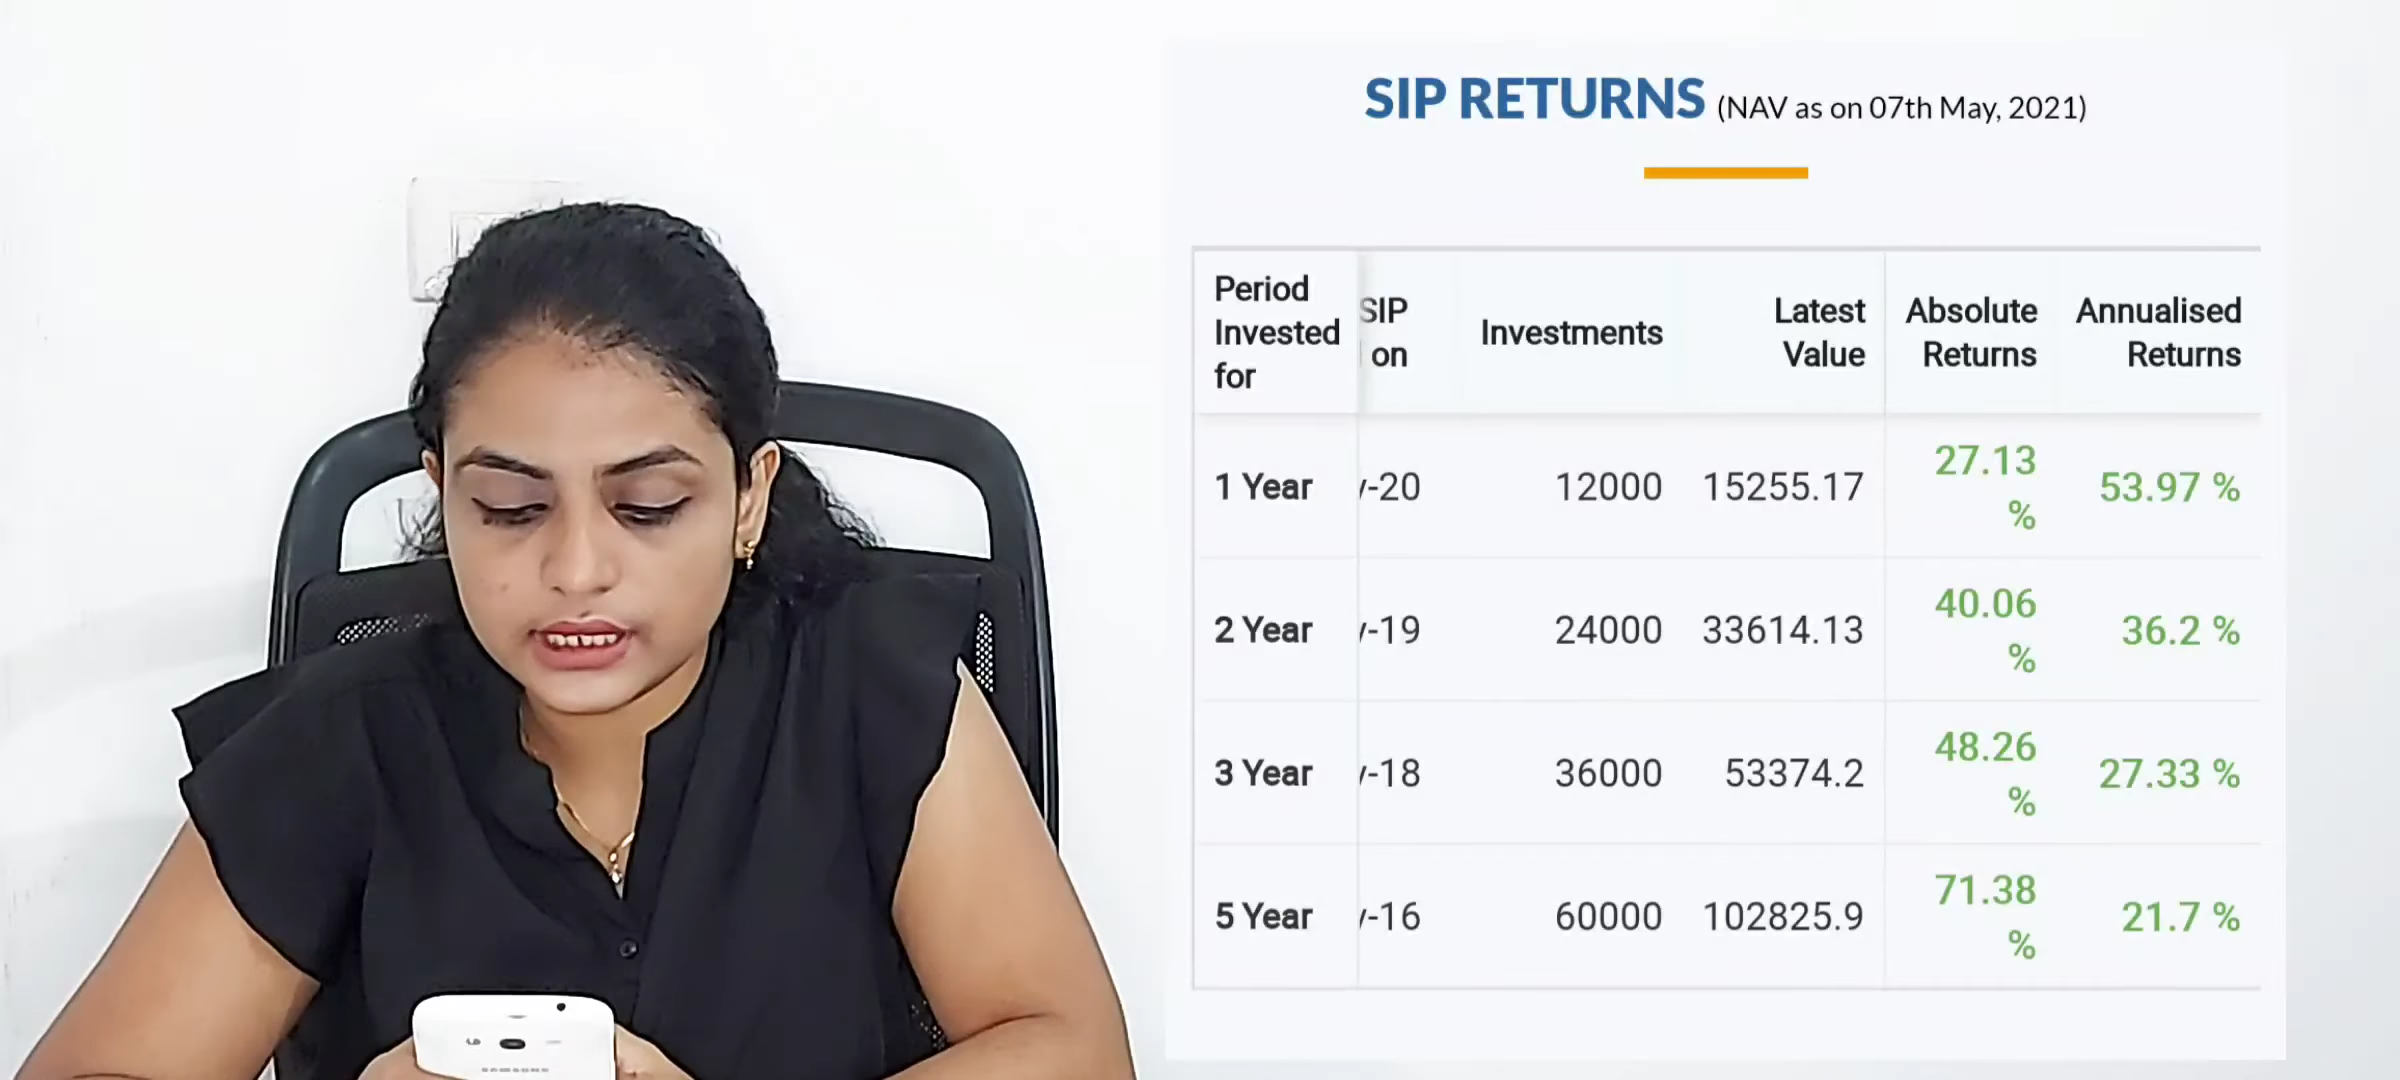 SIP RETURNS (NAV as on 07th May, 2021)
Period Invested for SIP on Investments Latest Value Absolute Returns Annualised Returns
1 Year -20 12000 15255.17 27.13 % 53.97 %
2 Year -19 24000 33614.13 40.06 % 36.2 %
3 Year -18 36000 53374.2 48.26 % 27.33 %
5 Year -16 60000 102825.9 71.38 % 21.7 %
SAMSUNG